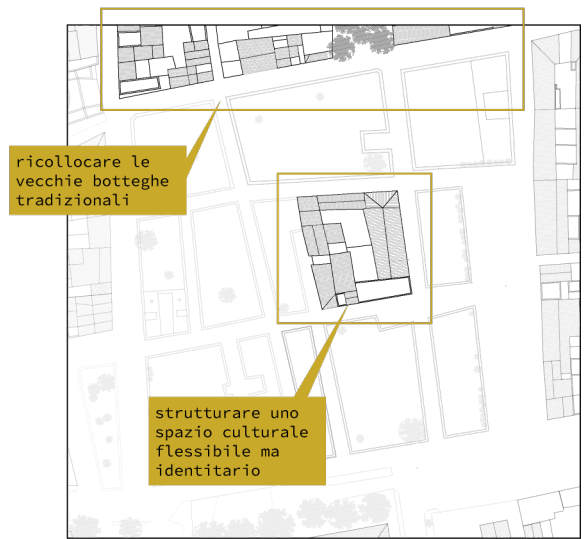 ricollocare le
vecchie botteghe
tradizionali
strutturare uno
spazio culturale
flessibile ma
identitario